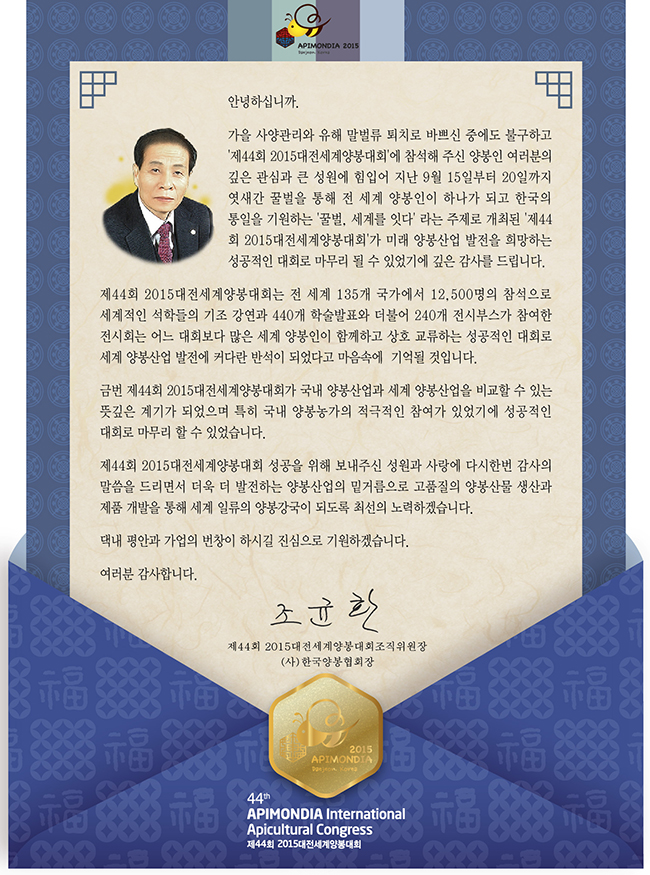 APIMONDIA 2015
Daejeon, Korea
안녕하십니까.
가을 사양관리와 유해 말벌류 퇴치로 바쁘신 중에도 불구하고
'제44회 2015대전세계양봉대회'에 참석해 주신 양봉인 여러분의
깊은 관심과 큰 성원에 힘입어 지난 9월 15일부터 20일까지
엿새간 꿀벌을 통해 전 세계 양봉인이 하나가 되고 한국의
통일을 기원하는 '꿀벌, 세계를 잇다' 라는 주제로 개최된 '제44
회 2015대전세계양봉대회'가 미래 양봉산업 발전을 희망하는
성공적인 대회로 마무리 될 수 있었기에 깊은 감사를 드립니다.
제44회 2015대전세계양봉대회는 전 세계 135개 국가에서 12,500명의 참석으로
세계적인 석학들의 기조 강연과 440개 학술발표와 더불어 240개 전시부스가 참여한
전시회는 어느 대회보다 많은 세계 양봉인이 함께하고 상호 교류하는 성공적인 대회로
세계 양봉산업 발전에 커다란 반석이 되었다고 마음속에 기억될 것입니다.
금번 제44회 2015대전세계양봉대회가 국내 양봉산업과 세계 양봉산업을 비교할 수 있는
뜻깊은 계기가 되었으며 특히 국내 양봉농가의 적극적인 참여가 있었기에 성공적인
대회로 마무리 할 수 있었습니다.
제44회 2015대전세계양봉대회 성공을 위해 보내주신 성원과 사랑에 다시한번 감사의
말씀을 드리면서 더욱 더 발전하는 양봉산업의 밑거름으로 고품질의 양봉산물 생산과
제품 개발을 통해 세계 일류의 양봉강국이 되도록 최선의 노력하겠습니다.
댁내 평안과 가업의 번창이 하시길 진심으로 기원하겠습니다.
여러분 감사합니다.
조균환
제44회 2015대전세계양봉대회조직위원장
(사)한국양봉협회장
2015
APIMONDIA
Daejeon, Korea
44th
APIMONDIA International
Apicultural Congress
제44회 2015대전세계양봉대회
福